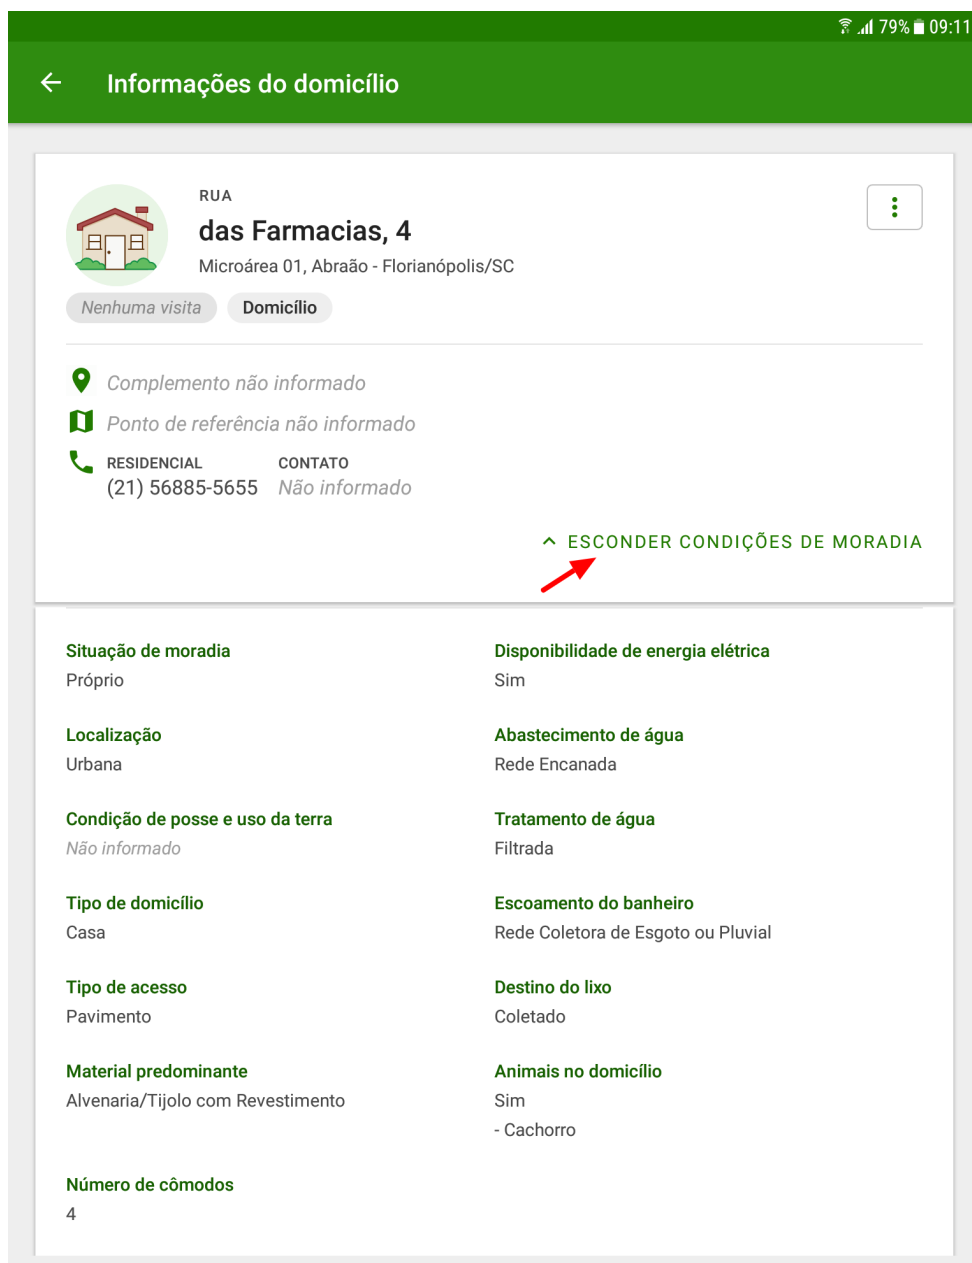 79% 09:11
Informações do domicílio
RUA
das Farmacias, 4
Microárea 01, Abraão - Florianópolis/SC
Nenhuma visita Domicílio
Complemento não informado
Ponto de referência não informado
RESIDENCIAL CONTATO
(21) 56885-5655 Não informado
ESCONDER CONDIÇÕES DE MORADIA
Situação de moradia Disponibilidade de energia elétrica
Próprio Sim
Localização Abastecimento de água
Urbana Rede Encanada
Condição de posse e uso da terra Tratamento de água
Não informado Filtrada
Tipo de domicílio Escoamento do banheiro
Casa Rede Coletora de Esgoto ou Pluvial
Tipo de acesso Destino do lixo
Pavimento Coletado
Material predominante Animais no domicílio
Alvenaria/Tijolo com Revestimento Sim
- Cachorro
Número de cômodos
4